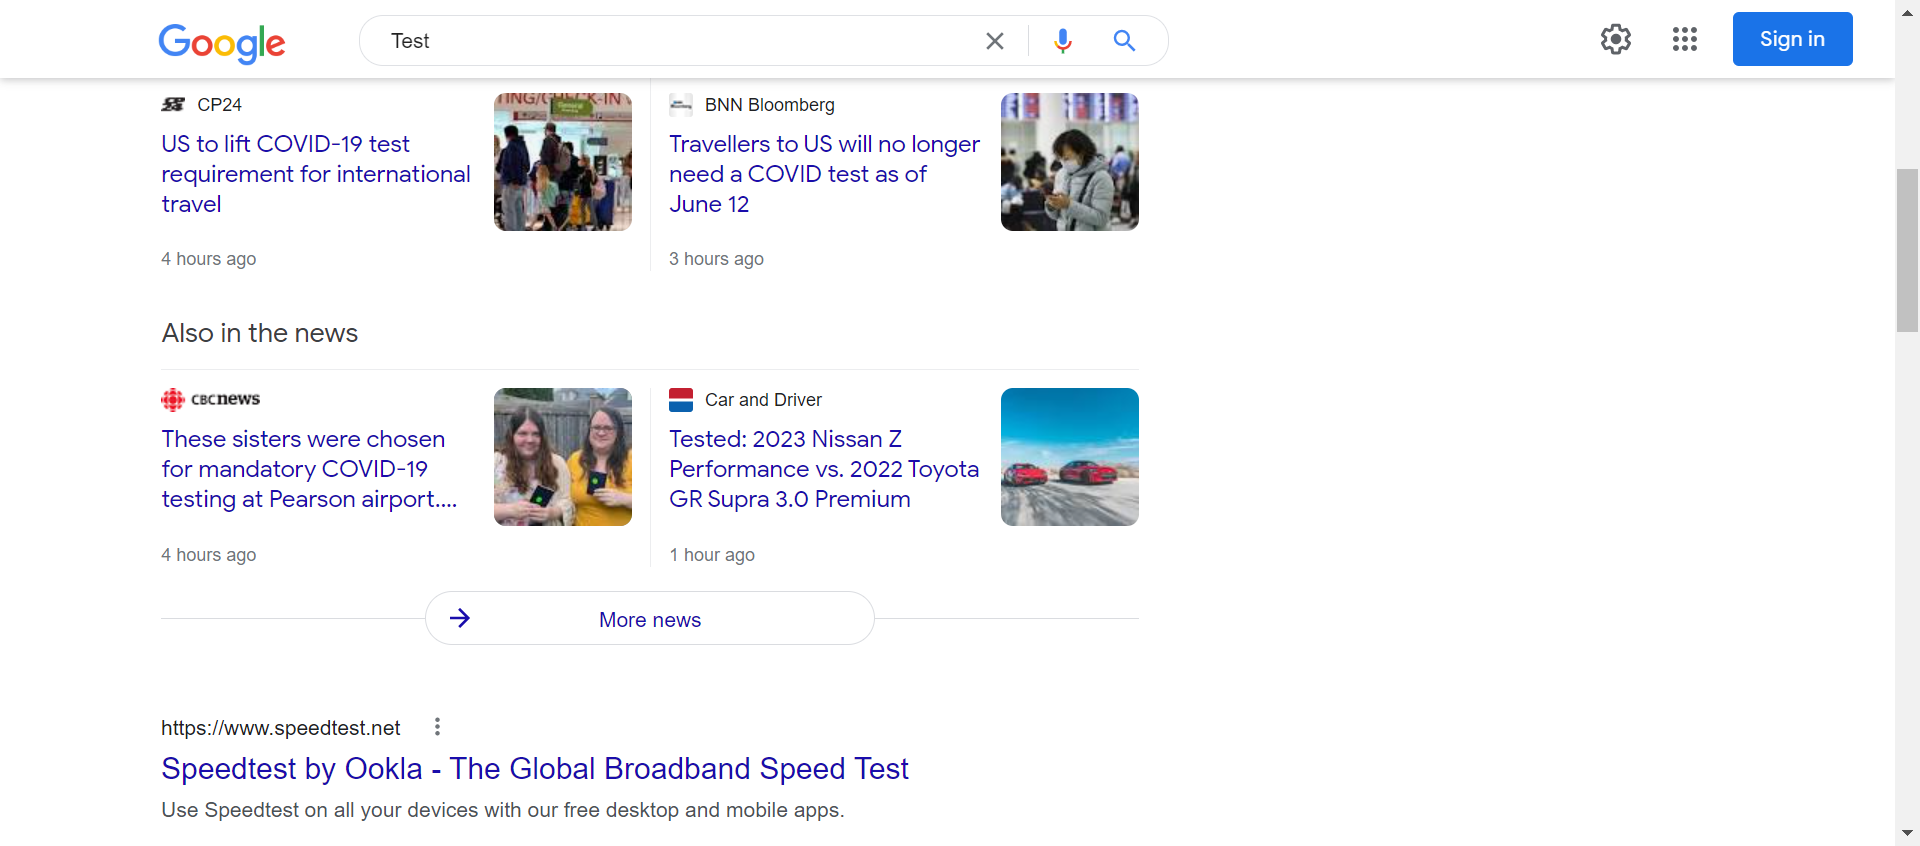 Google
Test
Sign in
CP24
US to lift COVID-19 test
requirement for international
travel
4 hours ago
BNN Bloomberg
Travellers to US will no longer
need a COVID test as of
June 12
3 hours ago
Also in the news
CBCnews
These sisters were chosen
for mandatory COVID-19
testing at Pearson airport....
4 hours ago
Car and Driver
Tested: 2023 Nissan Z
Performance vs. 2022 Toyota
GR Supra 3.0 Premium
1 hour ago
More news
https://www.speedtest.net
Speedtest by Ookla - The Global Broadband Speed Test
Use Speedtest on all your devices with our free desktop and mobile apps.